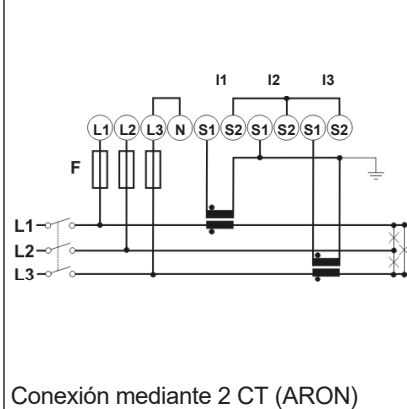 I1 I2 I3
L1 L2 L3 N S1 S2 S1 S2 S1 S2
F
L1
L2
L3
Conexión mediante 2 CT (ARON)